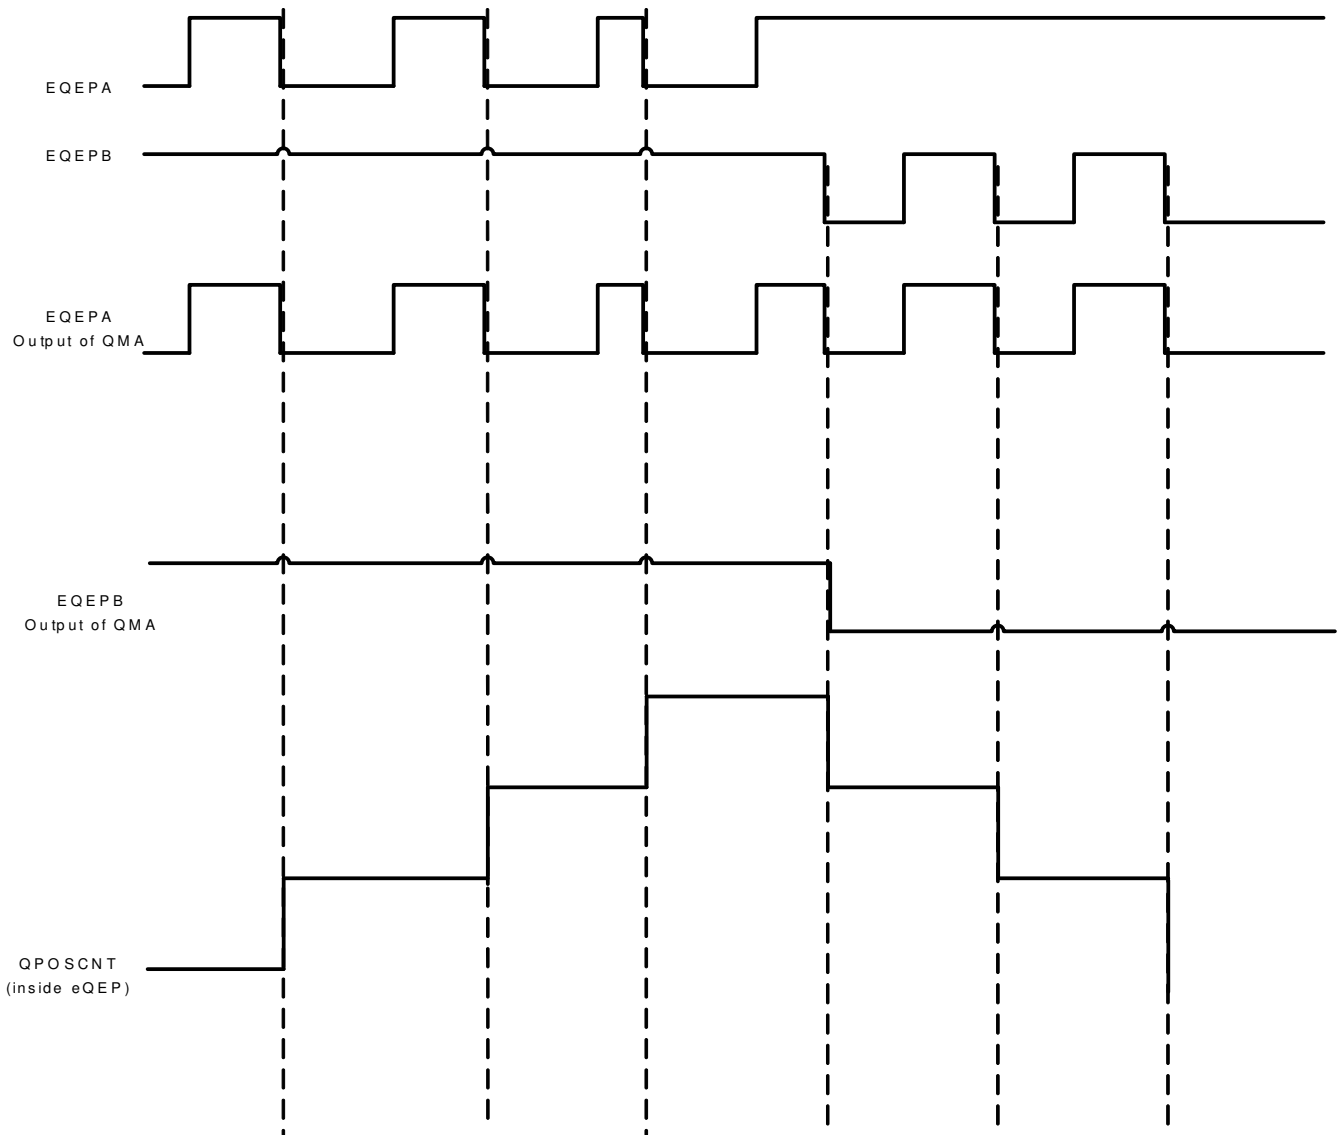 EQEPA
EQEPB
EQEPA
Output of QMA
EQEPB
Output of QMA
QPOSCNT
(inside eQEP)